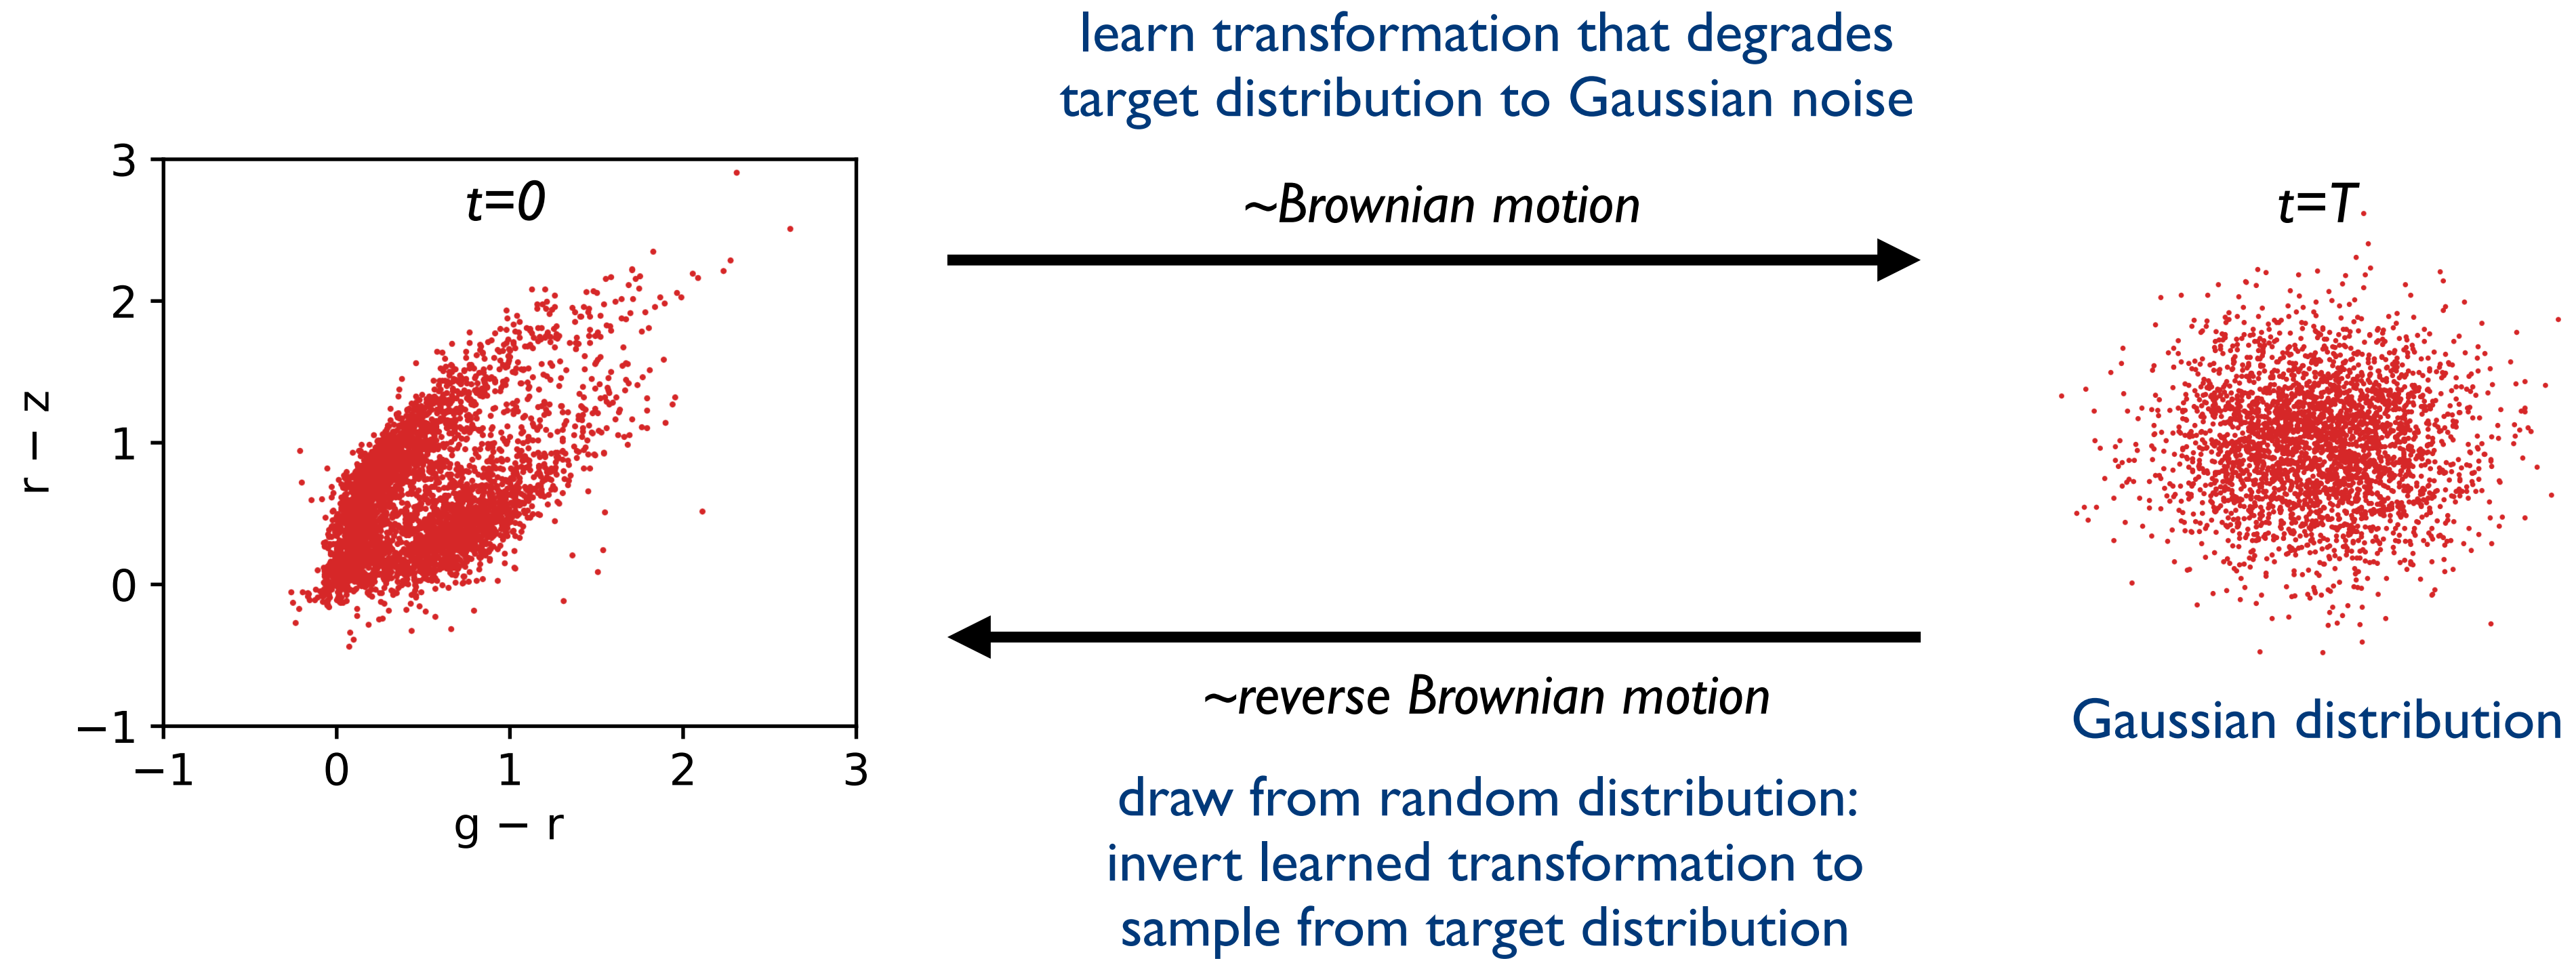 learn transformation that degrades
target distribution to Gaussian noise
~Brownian motion
t=0
t=T
3
2
1
0
−1
r − z
−1 0 1 2 3
g − r
~reverse Brownian motion
Gaussian distribution
draw from random distribution:
invert learned transformation to
sample from target distribution